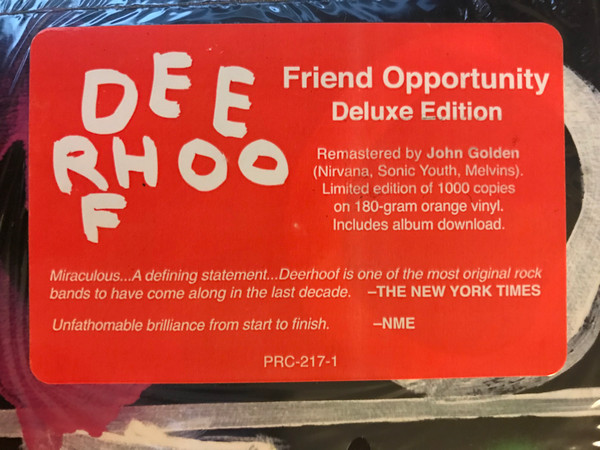 DEE
RHOO
F
Friend Opportunity
Deluxe Edition
Remastered by John Golden
(Nirvana, Sonic Youth, Melvins).
Limited edition of 1000 copies
on 180-gram orange vinyl.
Includes album download.
Miraculous...A defining statement...Deerhoof is one of the most original rock
bands to have come along in the last decade. –THE NEW YORK TIMES
Unfathomable brilliance from start to finish. –NME
PRC-217-1